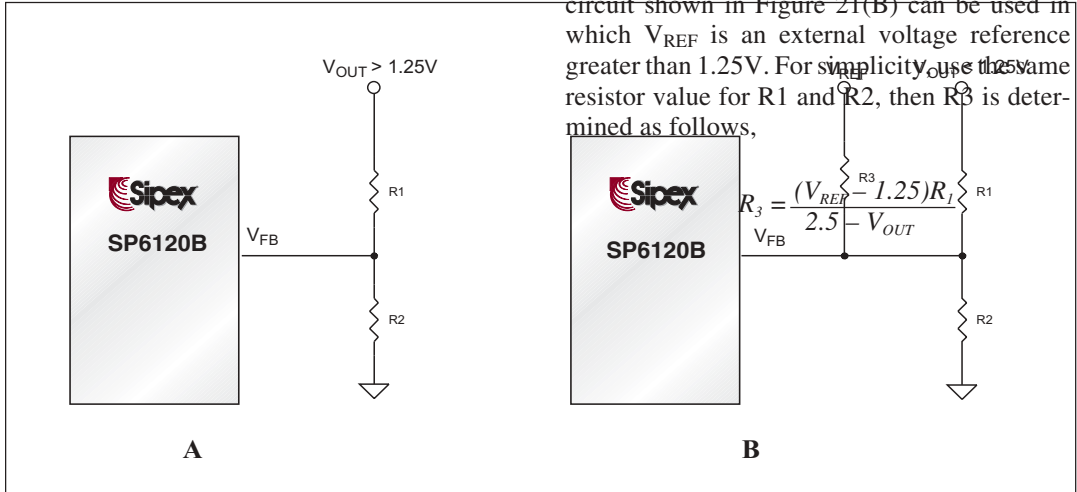 circuit shown in Figure 21(B) can be used in
which V_REF is an external voltage reference
greater than 1.25V. For simplicity, use the same
resistor value for R1 and R2, then R3 is deter-
mined as follows,
R_3 = (V_REF – 1.25)R_1 / 2.5 – V_OUT
V_OUT > 1.25V
R1
Sipex
SP6120B
V_FB
R2
A
V_REF
V_OUT < 1.25V
R3
R1
Sipex
SP6120B
V_FB
R2
B